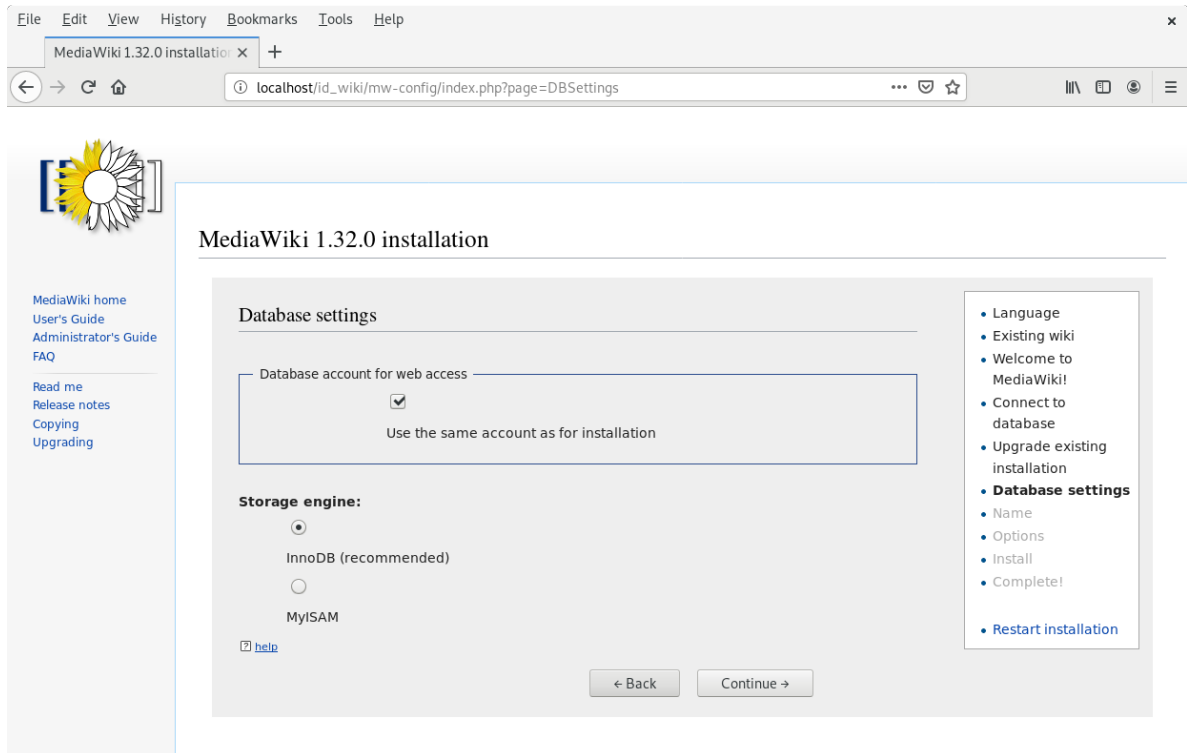 File Edit View History Bookmarks Tools Help
MediaWiki 1.32.0 installation
localhost/id_wiki/mw-config/index.php?page=DBSettings
MediaWiki 1.32.0 installation
MediaWiki home
User's Guide
Administrator's Guide
FAQ
Read me
Release notes
Copying
Upgrading
Database settings
Database account for web access
Use the same account as for installation
Storage engine:
InnoDB (recommended)
MyISAM
? help
← Back
Continue →
Language
Existing wiki
Welcome to
MediaWiki!
Connect to
database
Upgrade existing
installation
Database settings
Name
Options
Install
Complete!
Restart installation